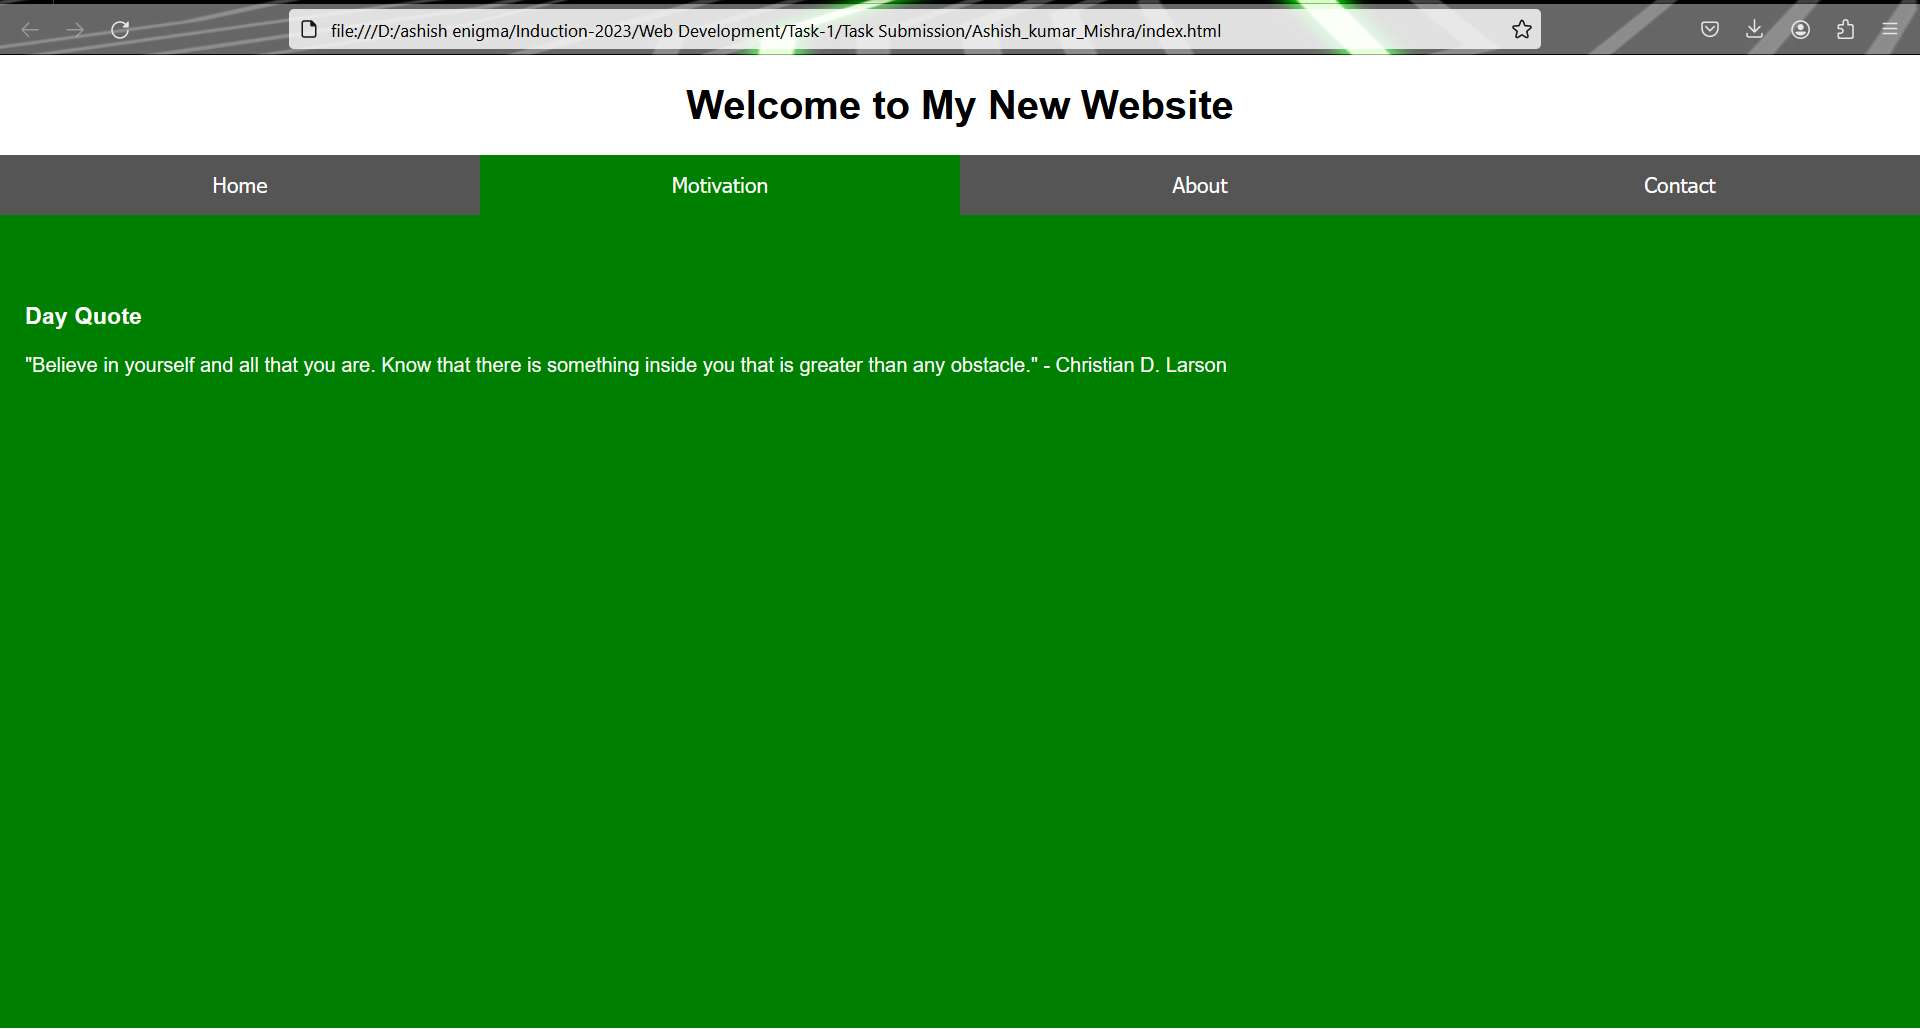 file:///D:/ashish enigma/Induction-2023/Web Development/Task-1/Task Submission/Ashish_kumar_Mishra/index.html
Welcome to My New Website
Home Motivation About Contact
Day Quote
"Believe in yourself and all that you are. Know that there is something inside you that is greater than any obstacle." - Christian D. Larson